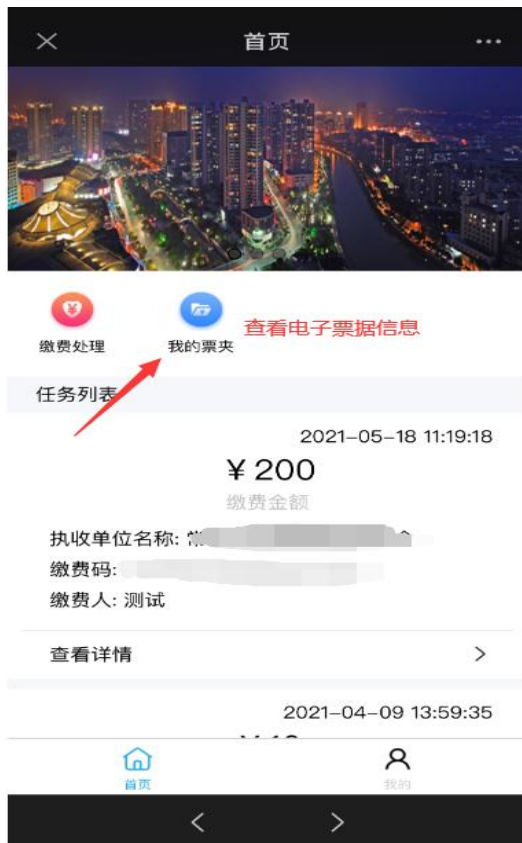 首页
缴费处理
我的票夹
查看电子票据信息
任务列表
2021-05-18 11:19:18
¥ 200
缴费金额
执收单位名称:
缴费码:
缴费人: 测试
查看详情
2021-04-09 13:59:35
首页
我的